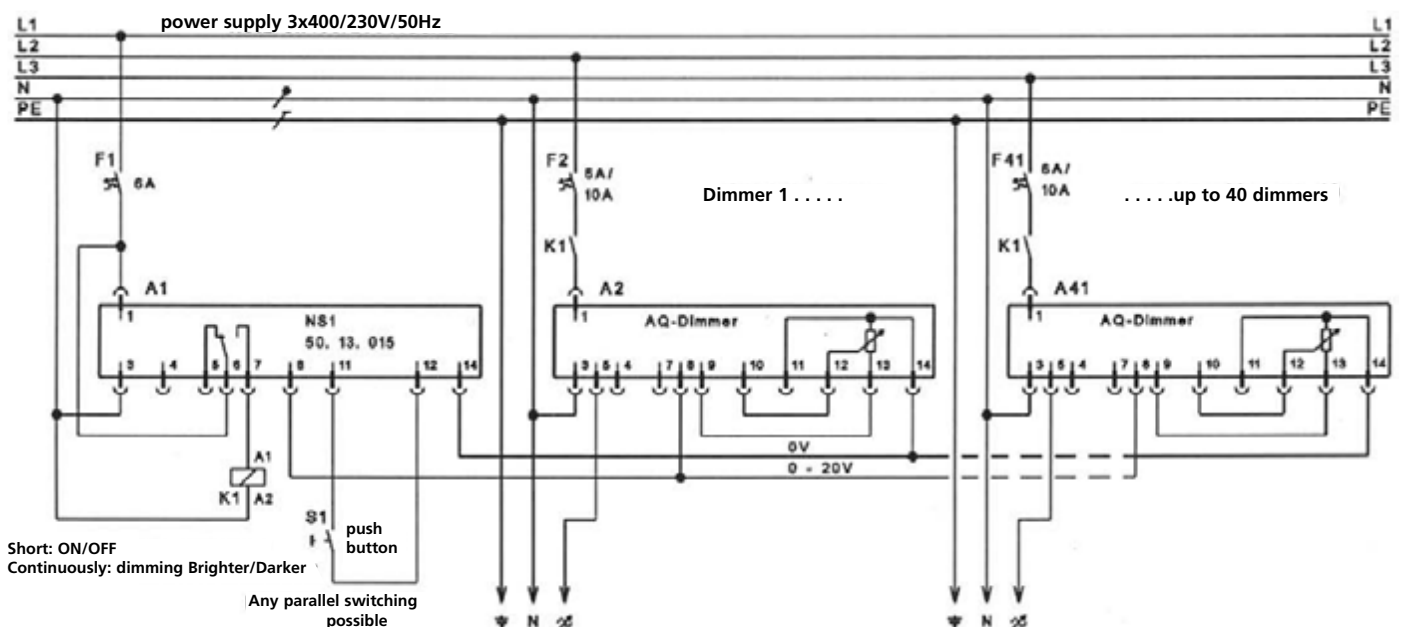 power supply 3x400/230V/50Hz
L1 L1
L2 L2
L3 L3
N N
PE PE
F1 6A
F2 6A/ 10A
F41 6A/ 10A
Dimmer 1 . . . . .
. . . . .up to 40 dimmers
K1 K1
A1 A2 A41
1 NS1 1 AQ-Dimmer 1 AQ-Dimmer
50. 13. 015
3 4 5 6 7 8 11 12 14
3 5 4 7 8 9 10 11 12 13 14
3 5 4 7 8 9 10 11 12 13 14
0V
0 - 20V
A1
K1 A2
S1 push
button
Short: ON/OFF
Continuously: dimming Brighter/Darker
Any parallel switching
possible
N N